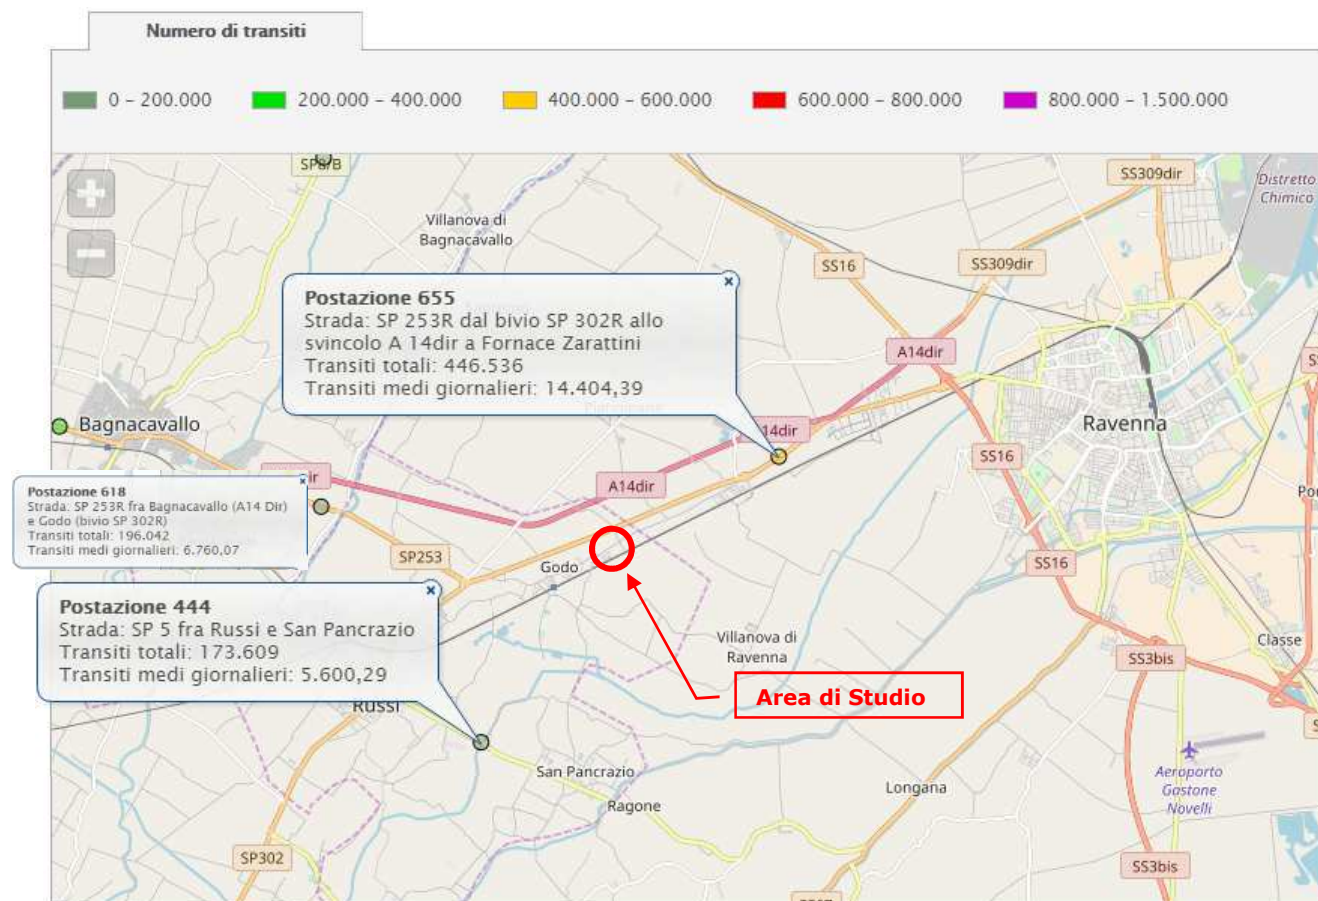 Numero di transiti
0 – 200.000
200.000 – 400.000
400.000 – 600.000
600.000 – 800.000
800.000 – 1.500.000
SP8/B
SS309dir
Distretto
Chimico
Villanova di
Bagnacavallo
SS16
SS309dir
Postazione 655
Strada: SP 253R dal bivio SP 302R allo
svincolo A 14dir a Fornace Zarattini
Transiti totali: 446.536
Transiti medi giornalieri: 14.404,39
A14dir
Bagnacavallo
14dir
Ravenna
SS16
ir
A14dir
Postazione 618
Strada: SP 253R fra Bagnacavallo (A14 Dir)
e Godo (bivio SP 302R)
Transiti totali: 196.042
Transiti medi giornalieri: 6.760,07
SP253
Godo
SS16
Postazione 444
Strada: SP 5 fra Russi e San Pancrazio
Transiti totali: 173.609
Transiti medi giornalieri: 5.600,29
Villanova di
Ravenna
Classe
SS3bis
Area di Studio
Russi
San Pancrazio
Ragone
Longana
Aeroporto
Gastone
Novelli
SP302
SS3bis